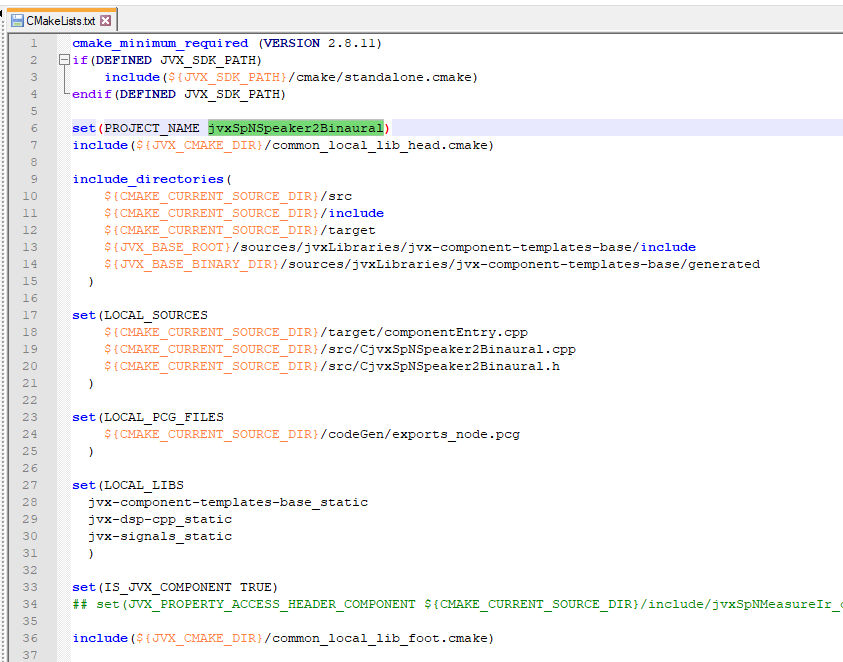 CMakeLists.txt
1 cmake_minimum_required (VERSION 2.8.11)
2 if(DEFINED JVX_SDK_PATH)
3 include(${JVX_SDK_PATH}/cmake/standalone.cmake)
4 endif(DEFINED JVX_SDK_PATH)
5
6 set(PROJECT_NAME jvxSpNSpeaker2Binaural)
7 include(${JVX_CMAKE_DIR}/common_local_lib_head.cmake)
8
9 include_directories(
10 ${CMAKE_CURRENT_SOURCE_DIR}/src
11 ${CMAKE_CURRENT_SOURCE_DIR}/include
12 ${CMAKE_CURRENT_SOURCE_DIR}/target
13 ${JVX_BASE_ROOT}/sources/jvxLibraries/jvx-component-templates-base/include
14 ${JVX_BASE_BINARY_DIR}/sources/jvxLibraries/jvx-component-templates-base/generated
15 )
16
17 set(LOCAL_SOURCES
18 ${CMAKE_CURRENT_SOURCE_DIR}/target/componentEntry.cpp
19 ${CMAKE_CURRENT_SOURCE_DIR}/src/CjvxSpNSpeaker2Binaural.cpp
20 ${CMAKE_CURRENT_SOURCE_DIR}/src/CjvxSpNSpeaker2Binaural.h
21 )
22
23 set(LOCAL_PCG_FILES
24 ${CMAKE_CURRENT_SOURCE_DIR}/codeGen/exports_node.pcg
25 )
26
27 set(LOCAL_LIBS
28 jvx-component-templates-base_static
29 jvx-dsp-cpp_static
30 jvx-signals_static
31 )
32
33 set(IS_JVX_COMPONENT TRUE)
34 ## set(JVX_PROPERTY_ACCESS_HEADER_COMPONENT ${CMAKE_CURRENT_SOURCE_DIR}/include/jvxSpNMeasureIr_
35
36 include(${JVX_CMAKE_DIR}/common_local_lib_foot.cmake)
37